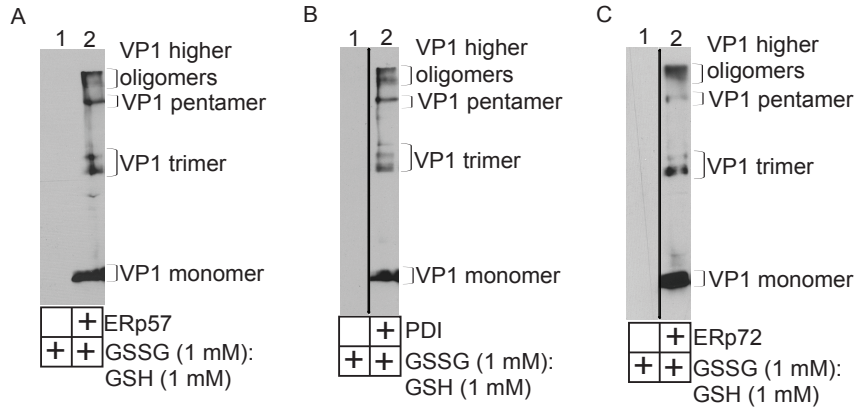 A
1 2
VP1 higher
oligomers
VP1 pentamer
VP1 trimer
VP1 monomer
+ ERp57
+ + GSSG (1 mM):
GSH (1 mM)
B
1 2
VP1 higher
oligomers
VP1 pentamer
VP1 trimer
VP1 monomer
+ PDI
+ + GSSG (1 mM):
GSH (1 mM)
C
1 2
VP1 higher
oligomers
VP1 pentamer
VP1 trimer
VP1 monomer
+ ERp72
+ + GSSG (1 mM):
GSH (1 mM)